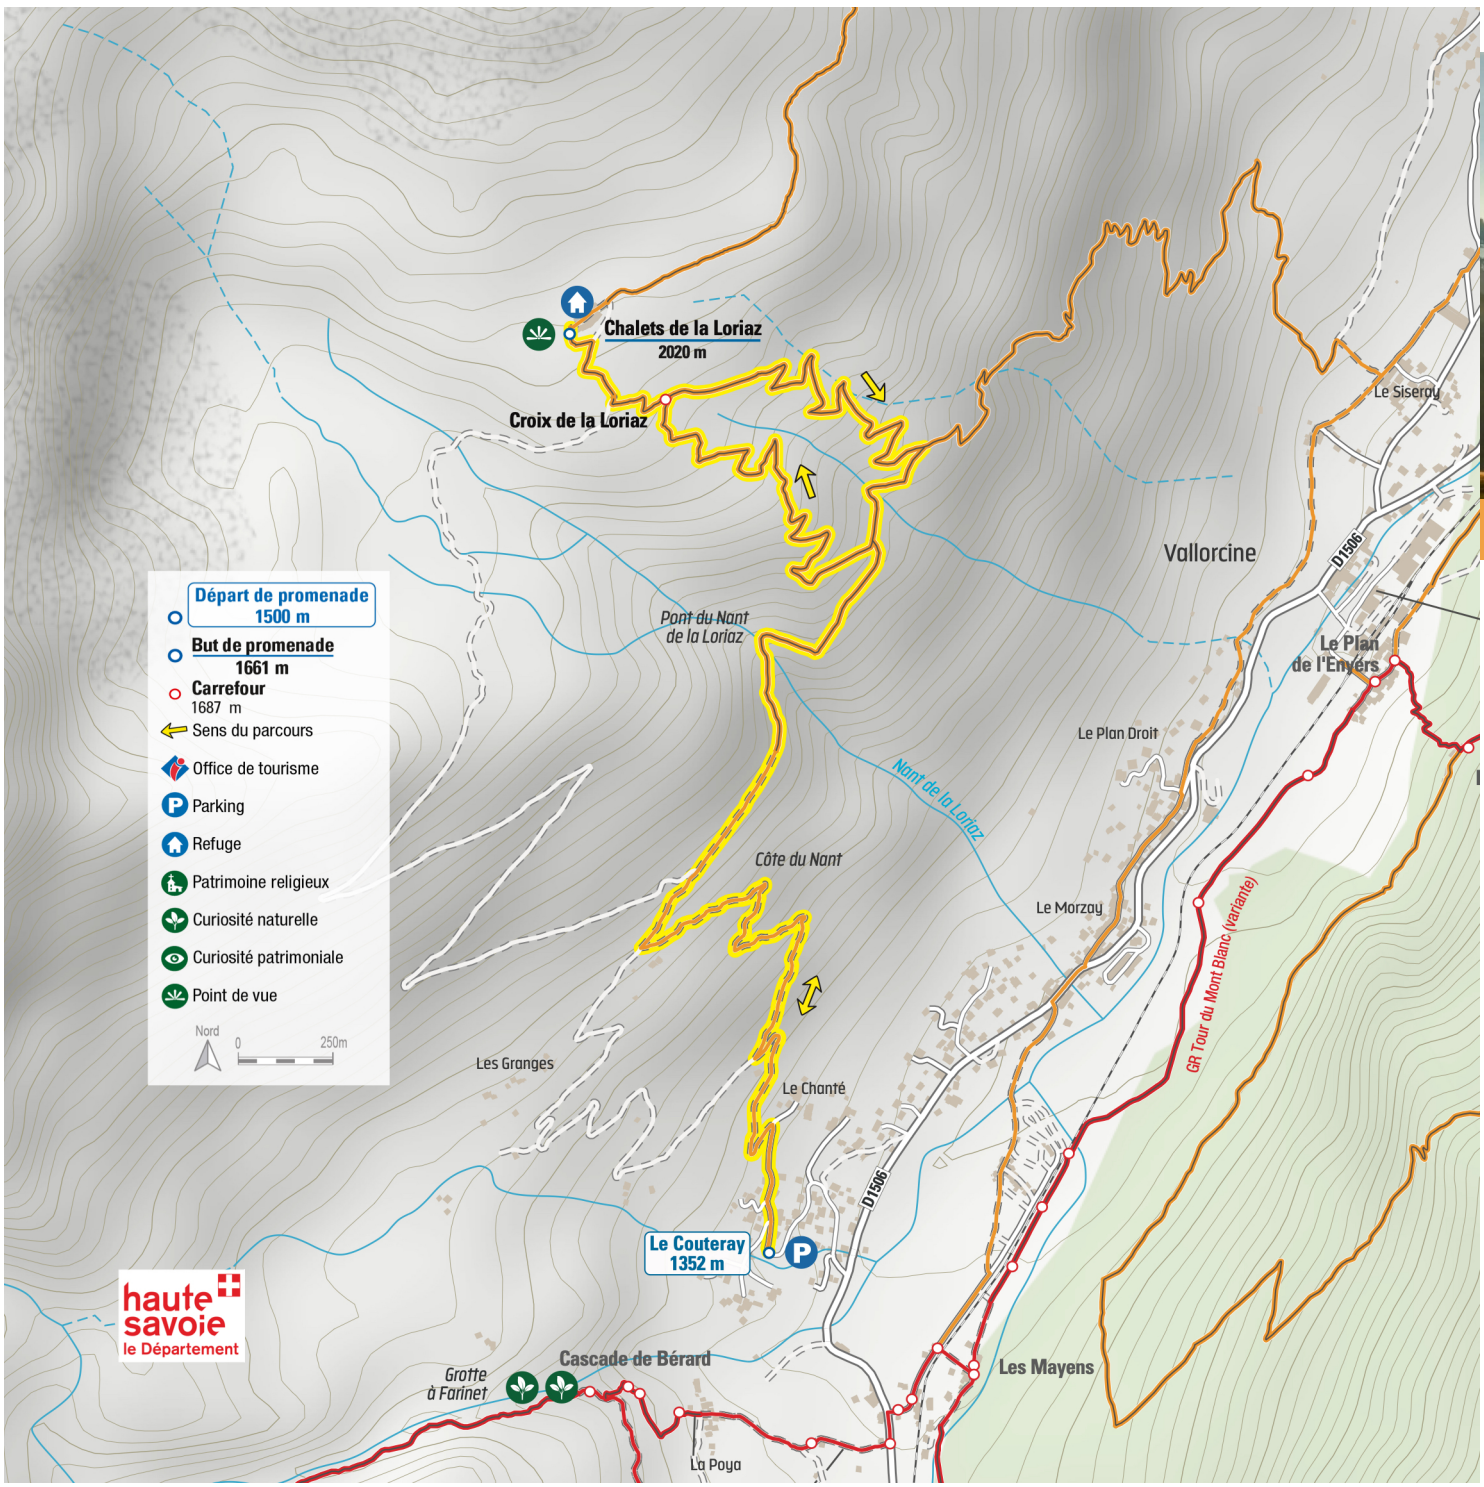 Chalets de la Loriaz
2020 m
Croix de la Loriaz
Le Siseray
D1506
Vallorcine
Départ de promenade
1500 m
But de promenade
1661 m
Carrefour
1687 m
Sens du parcours
Office de tourisme
P
Parking
Refuge
Patrimoine religieux
Curiosité naturelle
Curiosité patrimoniale
Point de vue
Nord
0
250m
Pont du Nant
de la Loriaz
Le Plan
de l'Envers
Le Plan Droit
Nant de la Loriaz
Côte du Nant
Le Morzay
GR Tour du Mont Blanc (variante)
Les Granges
Le Chanté
D1506
Le Couteray
1352 m
P
haute
savoie
le Département
Cascade de Bérard
Grotte
à Farinet
Les Mayens
La Poya